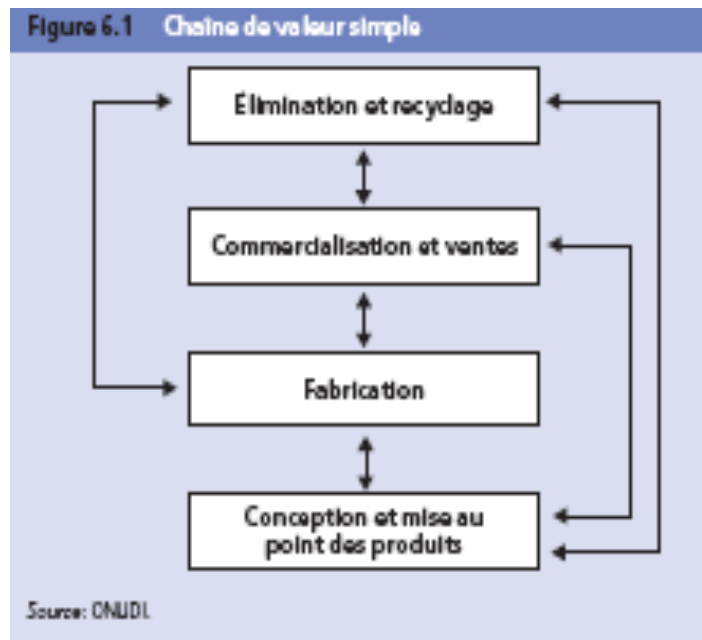 Figure 6.1 Chaîne de valeur simple
Élimination et recyclage
Commercialisation et ventes
Fabrication
Conception et mise au
point des produits
Source: ONUDI.